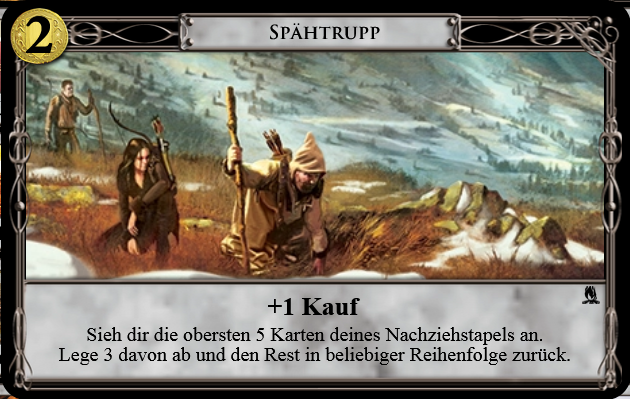 2
SPÄHTRUPP
+1 Kauf
Sieh dir die obersten 5 Karten deines Nachziehstapels an.
Lege 3 davon ab und den Rest in beliebiger Reihenfolge zurück.